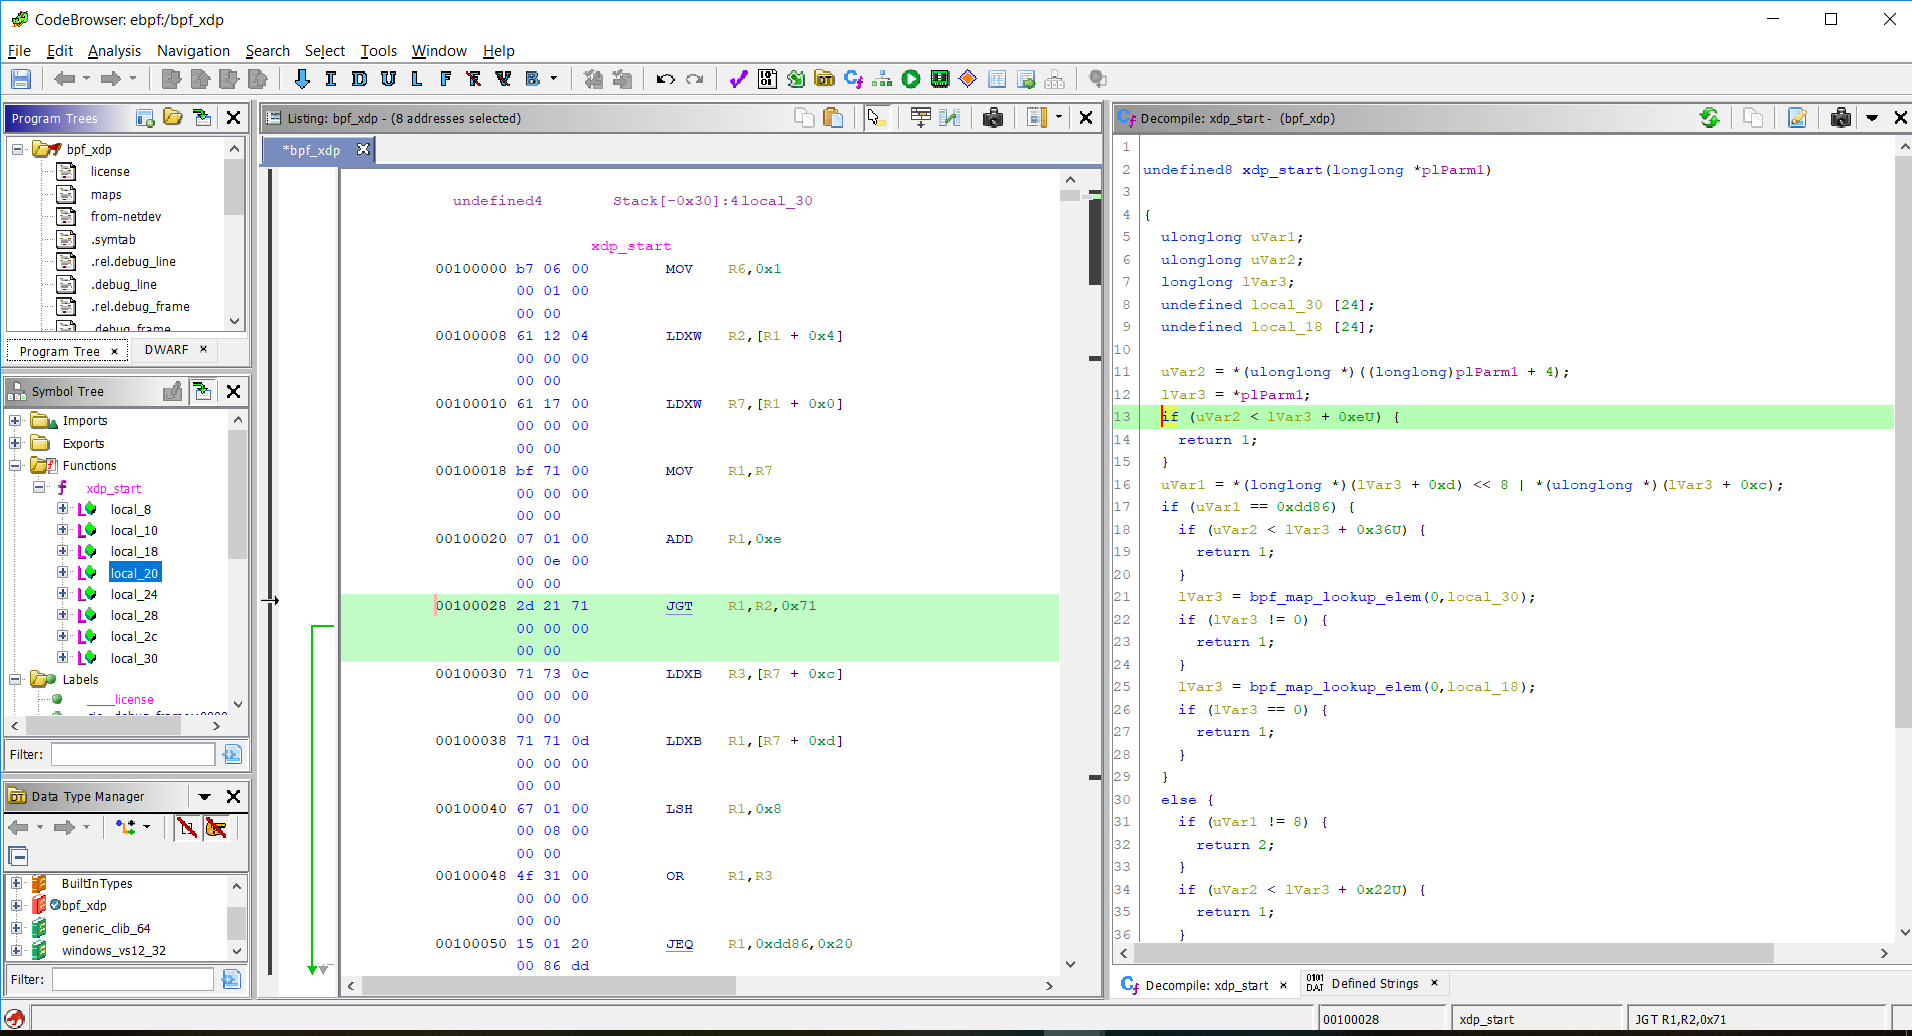 CodeBrowser: ebpf:/bpf_xdp
File Edit Analysis Navigation Search Select Tools Window Help
I D U L F B
Program Trees
bpf_xdp
license
maps
from-netdev
.symtab
.rel.debug_line
.debug_line
.rel.debug_frame
.debug_frame
Program Tree × DWARF ×
Symbol Tree
Imports
Exports
Functions
f xdp_start
local_8
local_10
local_18
local_20
local_24
local_28
local_2c
local_30
Labels
____license
Filter:
Data Type Manager
BuiltInTypes
bpf_xdp
generic_clib_64
windows_vs12_32
Filter:
Listing: bpf_xdp - (8 addresses selected)
*bpf_xdp
undefined4 Stack[-0x30]:4 local_30
xdp_start
00100000 b7 06 00 MOV R6,0x1
00 01 00
00 00
00100008 61 12 04 LDXW R2,[R1 + 0x4]
00 00 00
00 00
00100010 61 17 00 LDXW R7,[R1 + 0x0]
00 00 00
00 00
00100018 bf 71 00 MOV R1,R7
00 00 00
00 00
00100020 07 01 00 ADD R1,0xe
00 0e 00
00 00
00100028 2d 21 71 JGT R1,R2,0x71
00 00 00
00 00
00100030 71 73 0c LDXB R3,[R7 + 0xc]
00 00 00
00 00
00100038 71 71 0d LDXB R1,[R7 + 0xd]
00 00 00
00 00
00100040 67 01 00 LSH R1,0x8
00 08 00
00 00
00100048 4f 31 00 OR R1,R3
00 00 00
00 00
00100050 15 01 20 JEQ R1,0xdd86,0x20
00 86 dd
Decompile: xdp_start - (bpf_xdp)
1
2 undefined8 xdp_start(longlong *plParm1)
3
4 {
5 ulonglong uVar1;
6 ulonglong uVar2;
7 longlong lVar3;
8 undefined local_30 [24];
9 undefined local_18 [24];
10
11 uVar2 = *(ulonglong *)((longlong)plParm1 + 4);
12 lVar3 = *plParm1;
13 if (uVar2 < lVar3 + 0xeU) {
14 return 1;
15 }
16 uVar1 = *(longlong *)(lVar3 + 0xd) << 8 | *(ulonglong *)(lVar3 + 0xc);
17 if (uVar1 == 0xdd86) {
18 if (uVar2 < lVar3 + 0x36U) {
19 return 1;
20 }
21 lVar3 = bpf_map_lookup_elem(0,local_30);
22 if (lVar3 != 0) {
23 return 1;
24 }
25 lVar3 = bpf_map_lookup_elem(0,local_18);
26 if (lVar3 == 0) {
27 return 1;
28 }
29 }
30 else {
31 if (uVar1 != 8) {
32 return 2;
33 }
34 if (uVar2 < lVar3 + 0x22U) {
35 return 1;
36 }
Decompile: xdp_start × Defined Strings ×
00100028 xdp_start JGT R1,R2,0x71